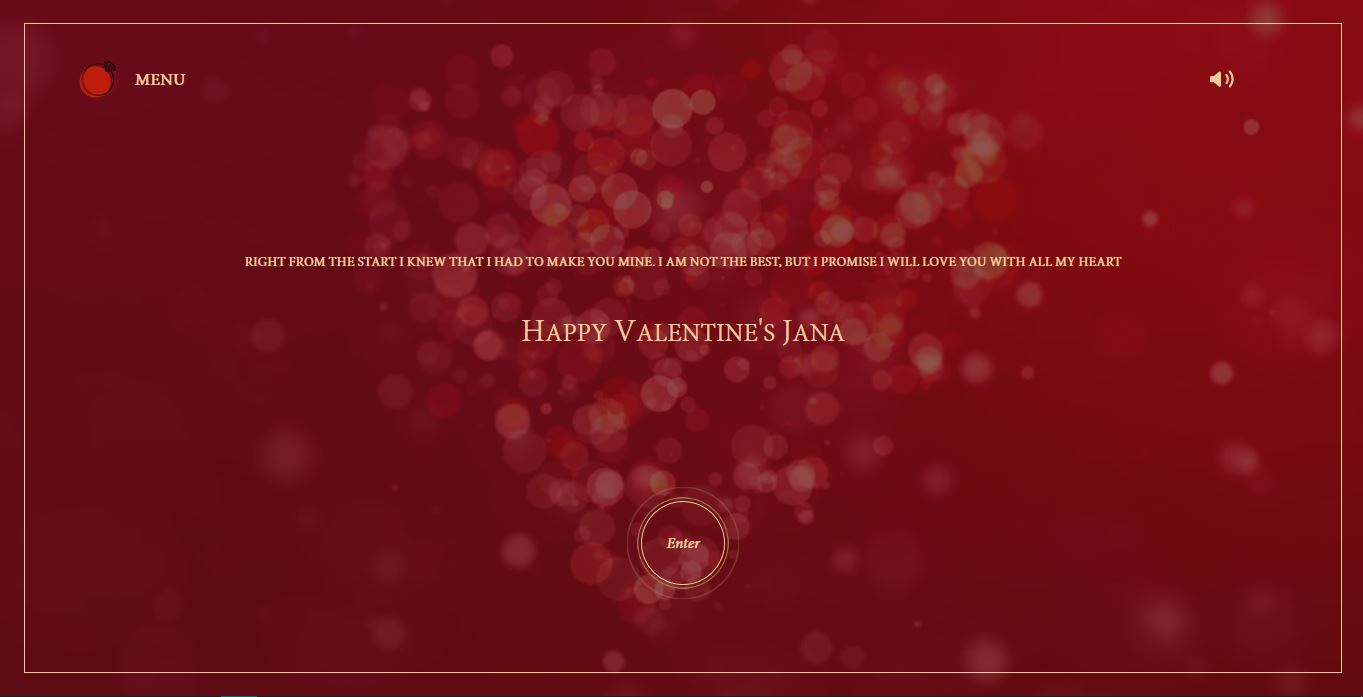 MENU
RIGHT FROM THE START I KNEW THAT I HAD TO MAKE YOU MINE. I AM NOT THE BEST, BUT I PROMISE I WILL LOVE YOU WITH ALL MY HEART
Happy Valentine's Jana
Enter